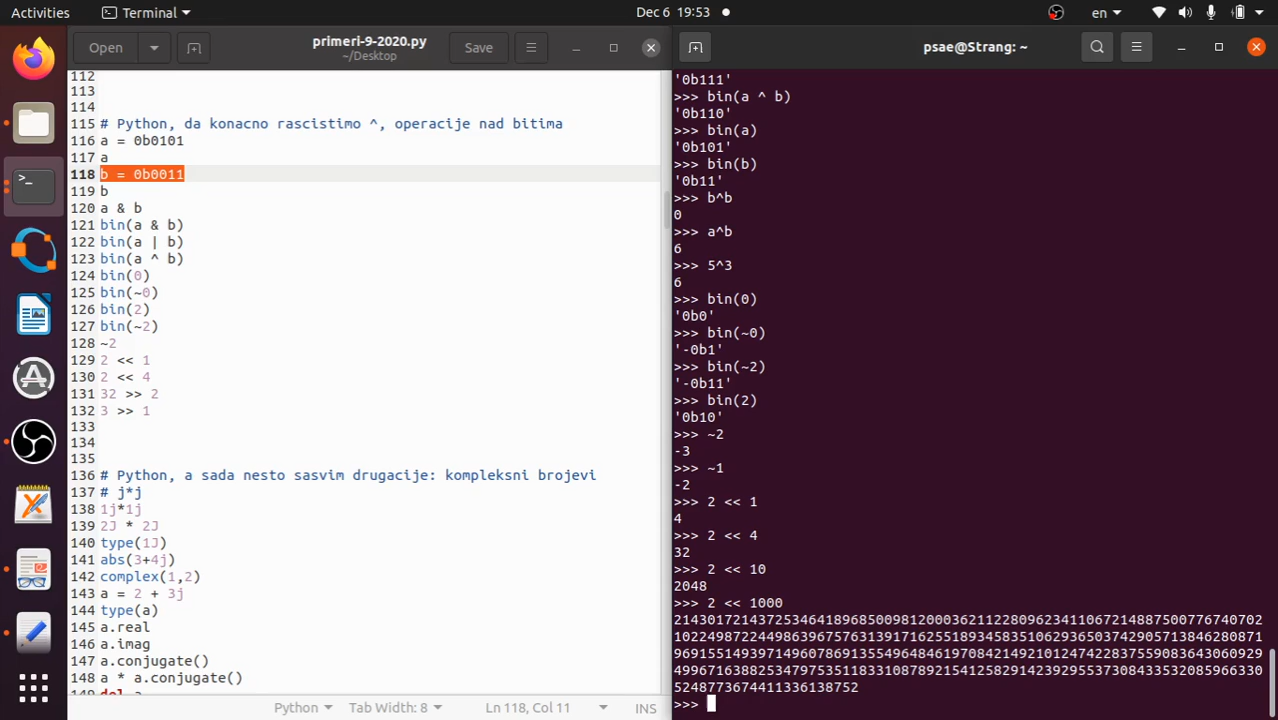 Activities
Terminal
Dec 6 19:53
en
Open
primeri-9-2020.py
~/Desktop
Save
psae@Strang: ~
112
113
114
115 # Python, da konacno rascistimo ^, operacije nad bitima
116 a = 0b0101
117 a
118 b = 0b0011
119 b
120 a & b
121 bin(a & b)
122 bin(a | b)
123 bin(a ^ b)
124 bin(0)
125 bin(~0)
126 bin(2)
127 bin(~2)
128 ~2
129 2 << 1
130 2 << 4
131 32 >> 2
132 3 >> 1
133
134
135
136 # Python, a sada nesto sasvim drugacije: kompleksni brojevi
137 # j*j
138 1j*1j
139 2J * 2J
140 type(1J)
141 abs(3+4j)
142 complex(1,2)
143 a = 2 + 3j
144 type(a)
145 a.real
146 a.imag
147 a.conjugate()
148 a * a.conjugate()
149 del a
Python
Tab Width: 8
Ln 118, Col 11
INS
'0b111'
>>> bin(a ^ b)
'0b110'
>>> bin(a)
'0b101'
>>> bin(b)
'0b11'
>>> b^b
0
>>> a^b
6
>>> 5^3
6
>>> bin(0)
'0b0'
>>> bin(~0)
'-0b1'
>>> bin(~2)
'-0b11'
>>> bin(2)
'0b10'
>>> ~2
-3
>>> ~1
-2
>>> 2 << 1
4
>>> 2 << 4
32
>>> 2 << 10
2048
>>> 2 << 1000
2143017214372534641896850098120003621122809623411067214887500776740702
1022498722449863967576313917162551893458351062936503742905713846280871
9691551493971496078691355496484619708421492101247422837559083643060929
4996716388253479753511833108789215412582914239295537308433532085966330
5248773674411336138752
>>>